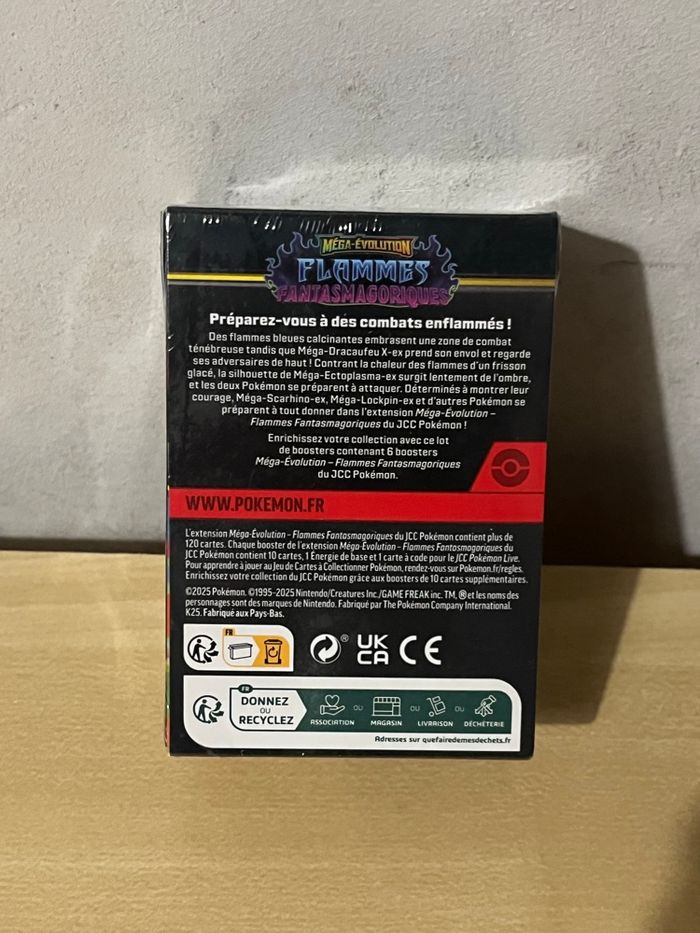 MÉGA-ÉVOLUTION
FLAMMES
FANTASMAGORIQUES
Préparez-vous à des combats enflammés !
Des flammes bleues calcinantes embrasent une zone de combat
ténébreuse tandis que Méga-Dracaufeu X-ex prend son envol et regarde
ses adversaires de haut ! Contrant la chaleur des flammes d'un frisson
glacé, la silhouette de Méga-Ectoplasma-ex surgit lentement de l'ombre,
et les deux Pokémon se préparent à attaquer. Déterminés à montrer leur
courage, Méga-Scarhino-ex, Méga-Lockpin-ex et d'autres Pokémon se
préparent à tout donner dans l'extension Méga-Évolution –
Flammes Fantasmagoriques du JCC Pokémon !
Enrichissez votre collection avec ce lot
de boosters contenant 6 boosters
Méga-Évolution – Flammes Fantasmagoriques
du JCC Pokémon.
WWW.POKEMON.FR
L'extension Méga-Évolution – Flammes Fantasmagoriques du JCC Pokémon contient plus de
120 cartes. Chaque booster de l'extension Méga-Évolution – Flammes Fantasmagoriques du
JCC Pokémon contient 10 cartes, 1 Énergie de base et 1 carte à code pour le JCC Pokémon Live.
Pour apprendre à jouer au Jeu de Cartes à Collectionner Pokémon, rendez-vous sur Pokemon.fr/regles.
Enrichissez votre collection du JCC Pokémon grâce aux boosters de 10 cartes supplémentaires.
©2025 Pokémon. ©1995-2025 Nintendo/Creatures Inc./GAME FREAK inc. TM, ® et les noms des
personnages sont des marques de Nintendo. Fabriqué par The Pokémon Company International.
K25. Fabriqué aux Pays-Bas.
FR
® UK CA CE
FR
DONNEZ
OU
RECYCLEZ
ASSOCIATION OU MAGASIN OU LIVRAISON OU DÉCHÈTERIE
Adresses sur quefairedemesdechets.fr